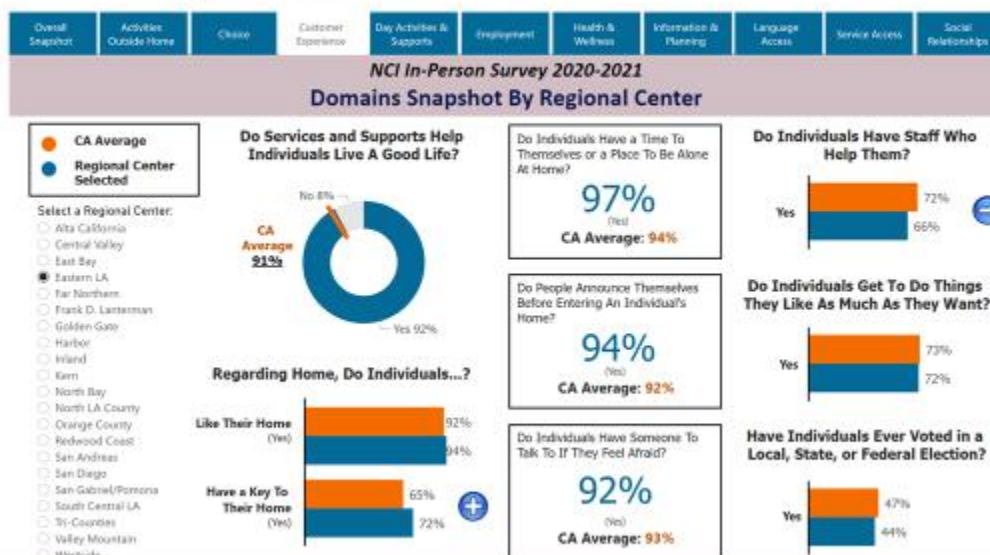 Overall Snapshot
Activities Outside Home
Choice
Customer Experience
Day Activities & Supports
Employment
Health & Wellness
Information & Planning
Language Access
Service Access
Social Relationships
NCI In-Person Survey 2020-2021
Domains Snapshot By Regional Center
CA Average
Regional Center
Selected
Select a Regional Center:
Alta California
Central Valley
East Bay
Eastern LA
Far Northern
Frank D. Lanterman
Golden Gate
Harbor
Inland
Kern
North Bay
North LA County
Orange County
Redwood Coast
San Andreas
San Diego
San Gabriel/Pomona
South Central LA
Tri-Counties
Valley Mountain
Westside
Do Services and Supports Help
Individuals Live A Good Life?
No 8%
CA
Average
91%
Yes 92%
Regarding Home, Do Individuals...?
Like Their Home
(Yes)
92%
94%
Have a Key To
Their Home
(Yes)
65%
72%
Do Individuals Have a Time To
Themselves or a Place To Be Alone
At Home?
97%
(Yes)
CA Average: 94%
Do People Announce Themselves
Before Entering An Individual's
Home?
94%
(Yes)
CA Average: 92%
Do Individuals Have Someone To
Talk To If They Feel Afraid?
92%
(Yes)
CA Average: 93%
Do Individuals Have Staff Who
Help Them?
Yes
72%
66%
Do Individuals Get To Do Things
They Like As Much As They Want?
Yes
73%
72%
Have Individuals Ever Voted in a
Local, State, or Federal Election?
Yes
47%
44%